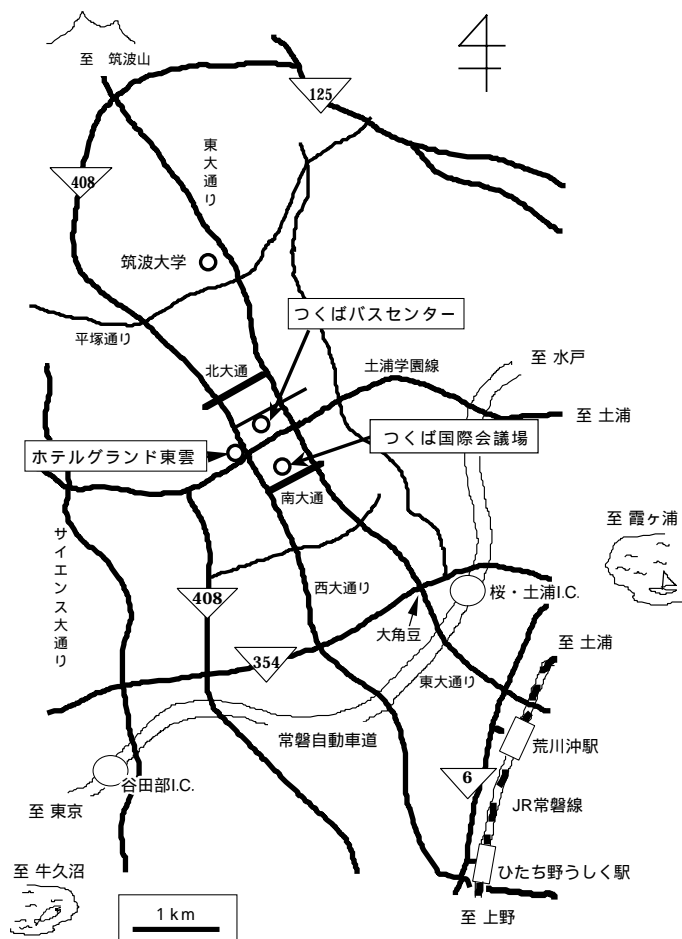 至 筑波山
125
408
東大通り
筑波大学
つくばバスセンター
平塚通り
北大通
土浦学園線
至 水戸
至 土浦
つくば国際会議場
ホテルグランド東雲
南大通
至 霞ヶ浦
サイエンス大通り
408
西大通り
桜・土浦I.C.
大角豆
至 土浦
354
東大通り
常磐自動車道
荒川沖駅
6
谷田部I.C.
至 東京
JR常磐線
至 牛久沼
ひたち野うしく駅
1 km
至 上野